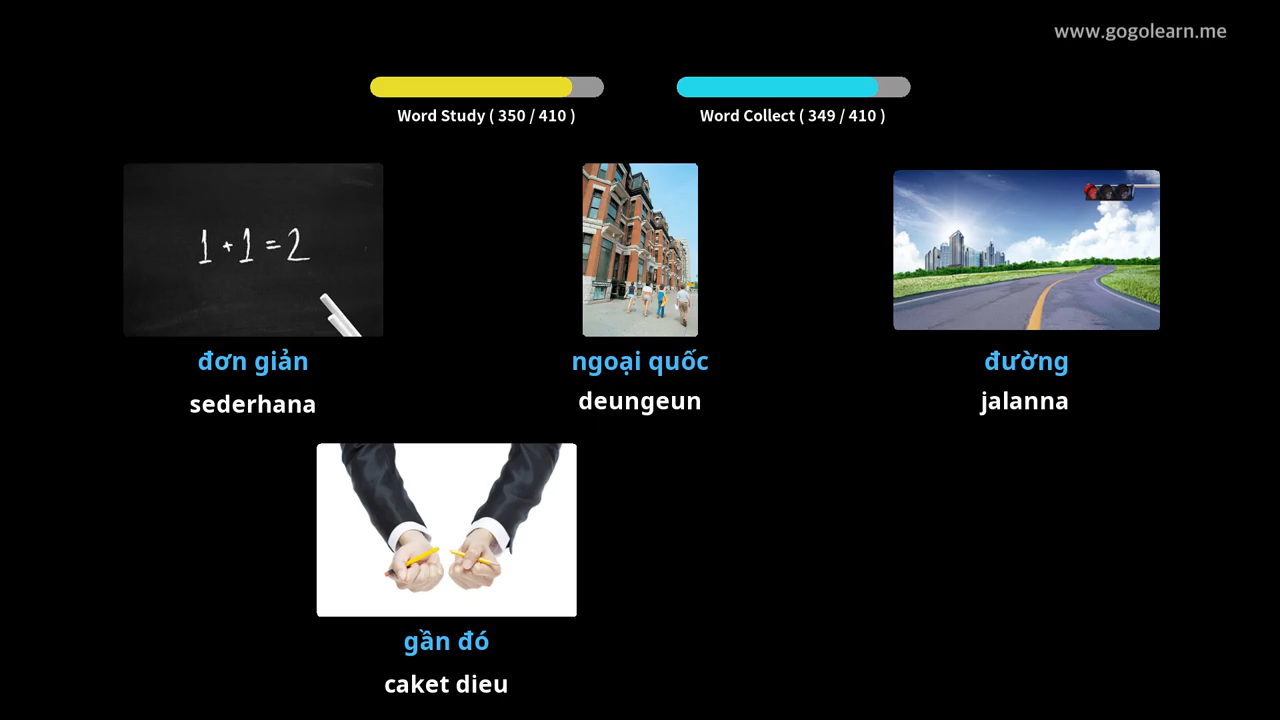 www.gogolearn.me
Word Study ( 350 / 410 )
Word Collect ( 349 / 410 )
1 + 1 = 2
đơn giản
sederhana
ngoại quốc
deungeun
đường
jalanna
gần đó
caket dieu